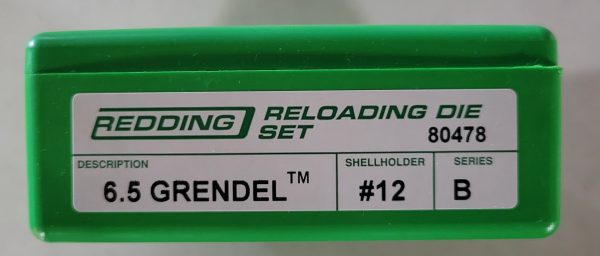 REDDING RELOADING DIE
SET 80478
DESCRIPTION SHELLHOLDER SERIES
6.5 GRENDEL™ #12 B